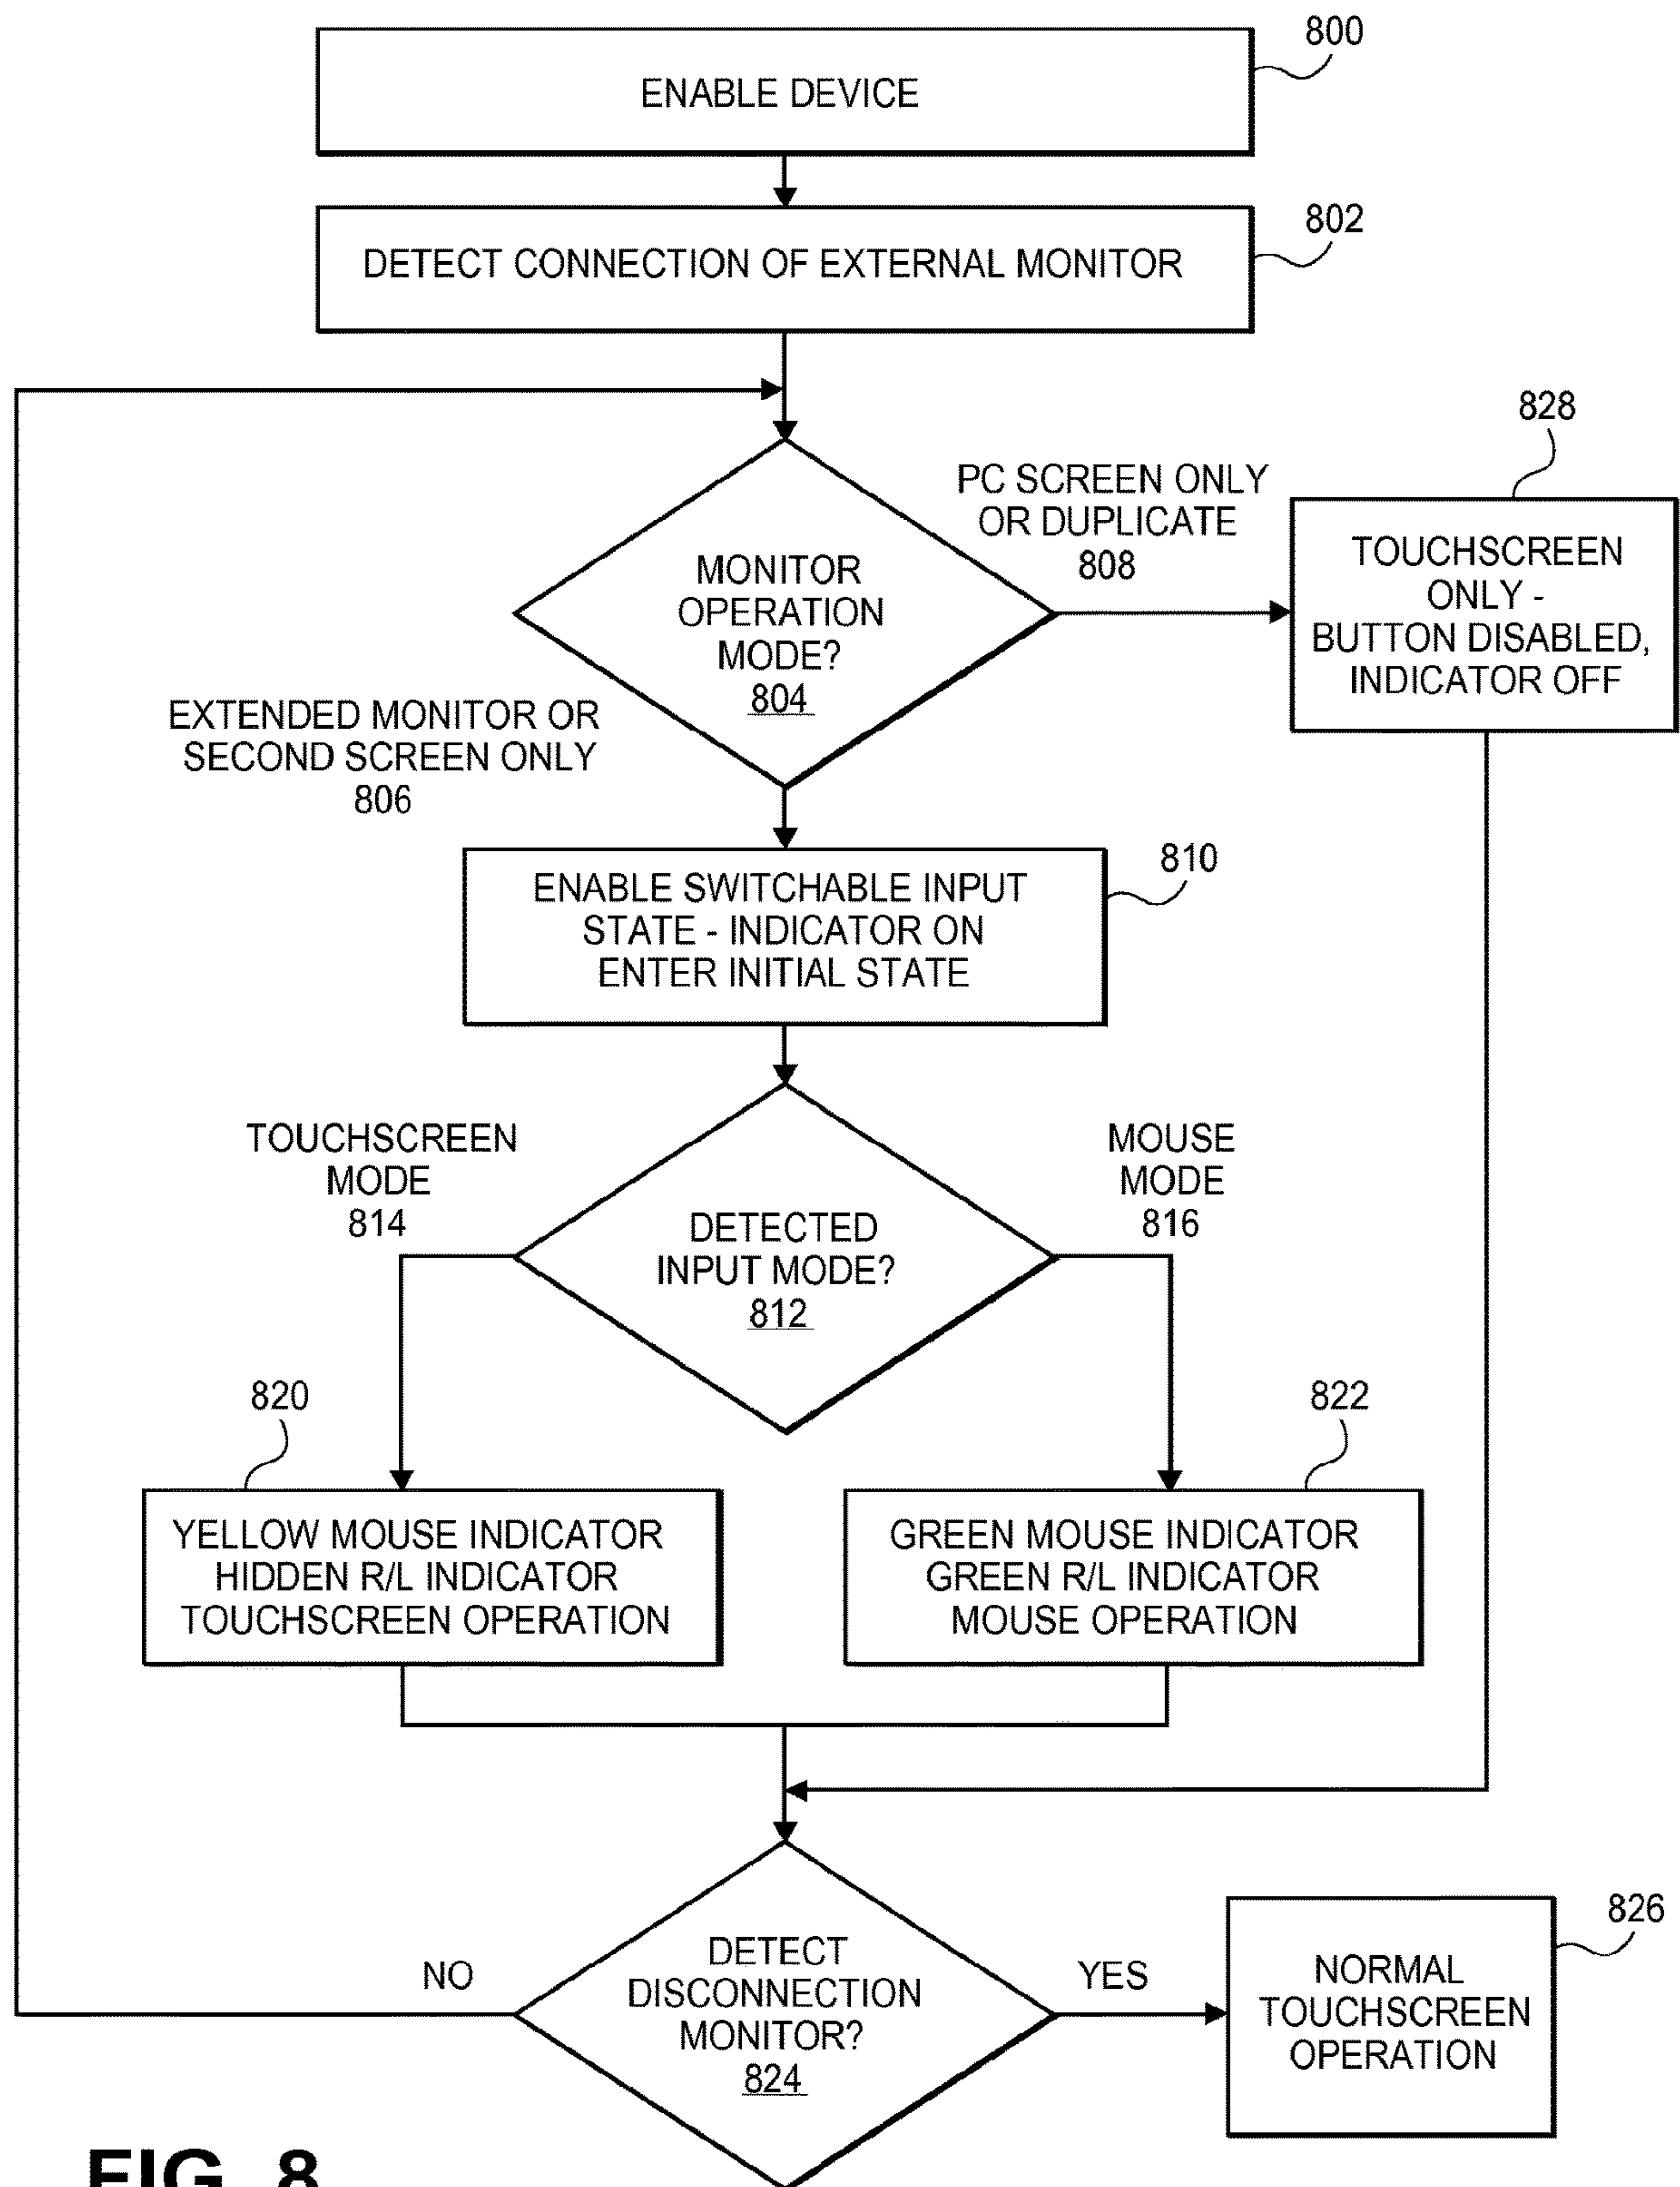 800
ENABLE DEVICE
802
DETECT CONNECTION OF EXTERNAL MONITOR
828
PC SCREEN ONLY
OR DUPLICATE
808
TOUCHSCREEN
ONLY -
BUTTON DISABLED,
INDICATOR OFF
MONITOR
OPERATION
MODE?
804
EXTENDED MONITOR OR
SECOND SCREEN ONLY
806
810
ENABLE SWITCHABLE INPUT
STATE - INDICATOR ON
ENTER INITIAL STATE
TOUCHSCREEN
MODE
814
MOUSE
MODE
816
DETECTED
INPUT MODE?
812
820
822
YELLOW MOUSE INDICATOR
HIDDEN R/L INDICATOR
TOUCHSCREEN OPERATION
GREEN MOUSE INDICATOR
GREEN R/L INDICATOR
MOUSE OPERATION
826
NO
DETECT
DISCONNECTION
MONITOR?
824
YES
NORMAL
TOUCHSCREEN
OPERATION
FIG. 8